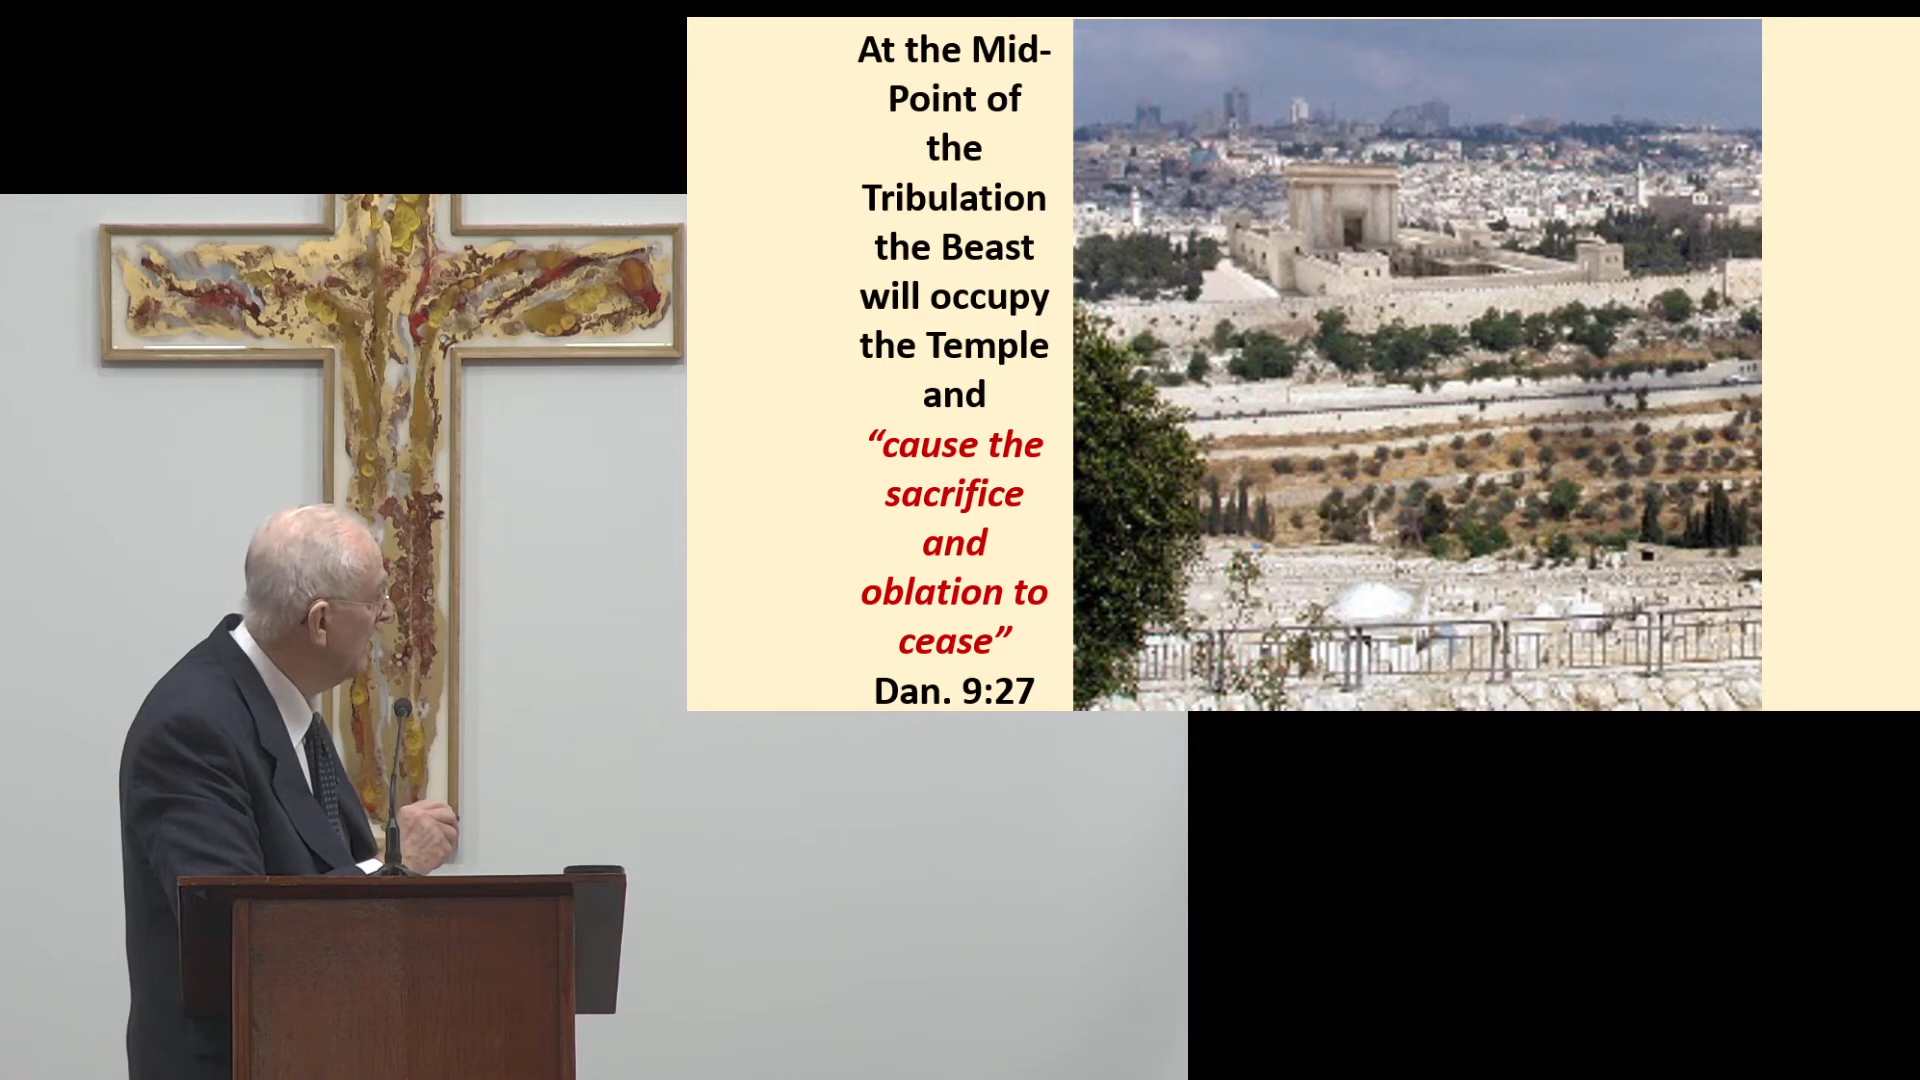 At the Mid-
Point of
the
Tribulation
the Beast
will occupy
the Temple
and
“cause the
sacrifice
and
oblation to
cease”
Dan. 9:27